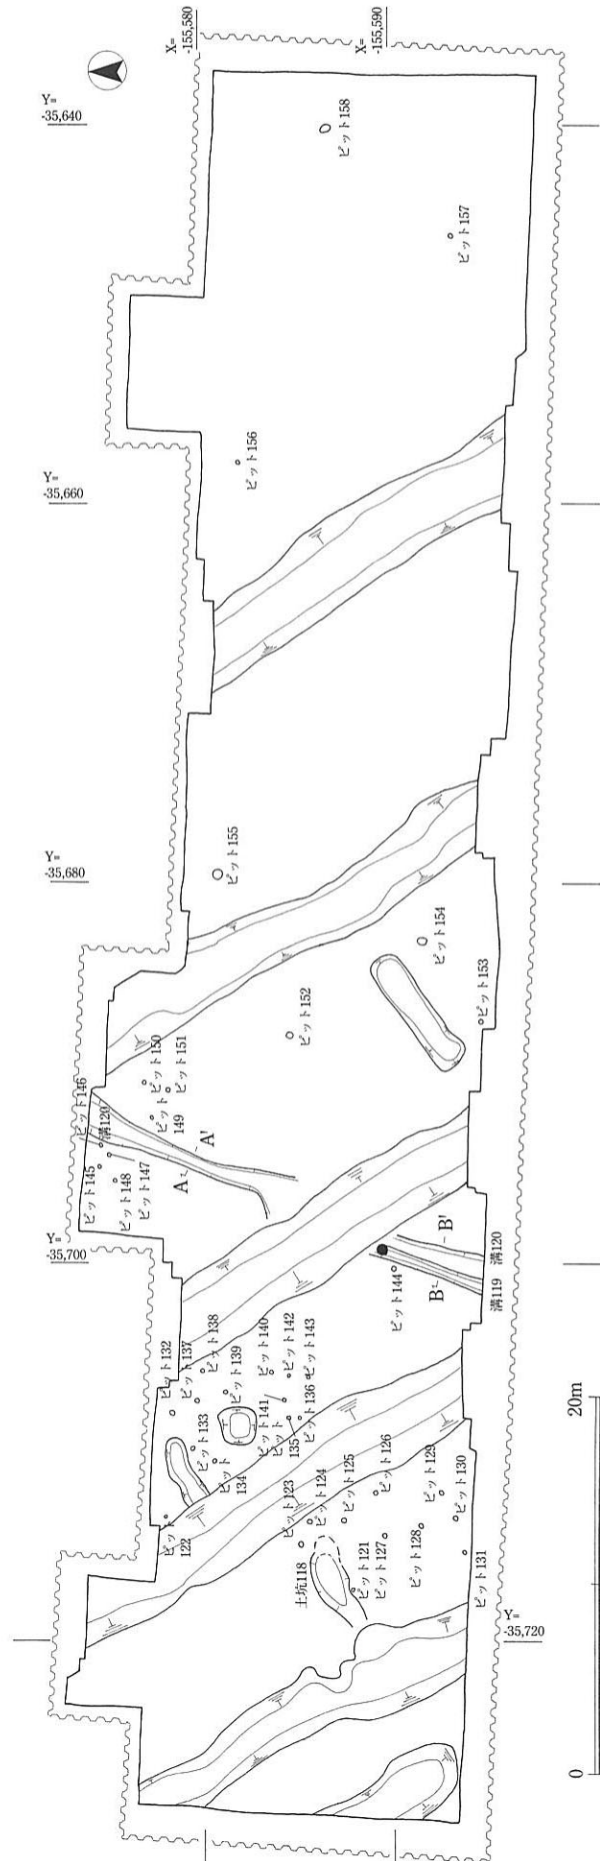 X=
-155,580
X=
-155,590
Y=
-35,640
ピット158
ピット157
ピット156
Y=
-35,660
ピット155
Y=
-35,680
ピット154
ピット153
ピット152
ピット150
ピット151
ピット
149
ピット146
溝120
A'
A
ピット145
ピット148
ピット147
Y=
-35,700
B'
B
溝120
溝119
ピット144
ピット132
ピット137
ピット138
ピット139
ピット140
ピット142
ピット143
ピット141
ピット
135
ピット136
ピット133
ピット
134
ピット
122
ピット123
ピット124
ピット125
ピット126
ピット129
ピット130
土坑118
ピット121
ピット127
ピット128
ピット131
Y=
-35,720
0
20m